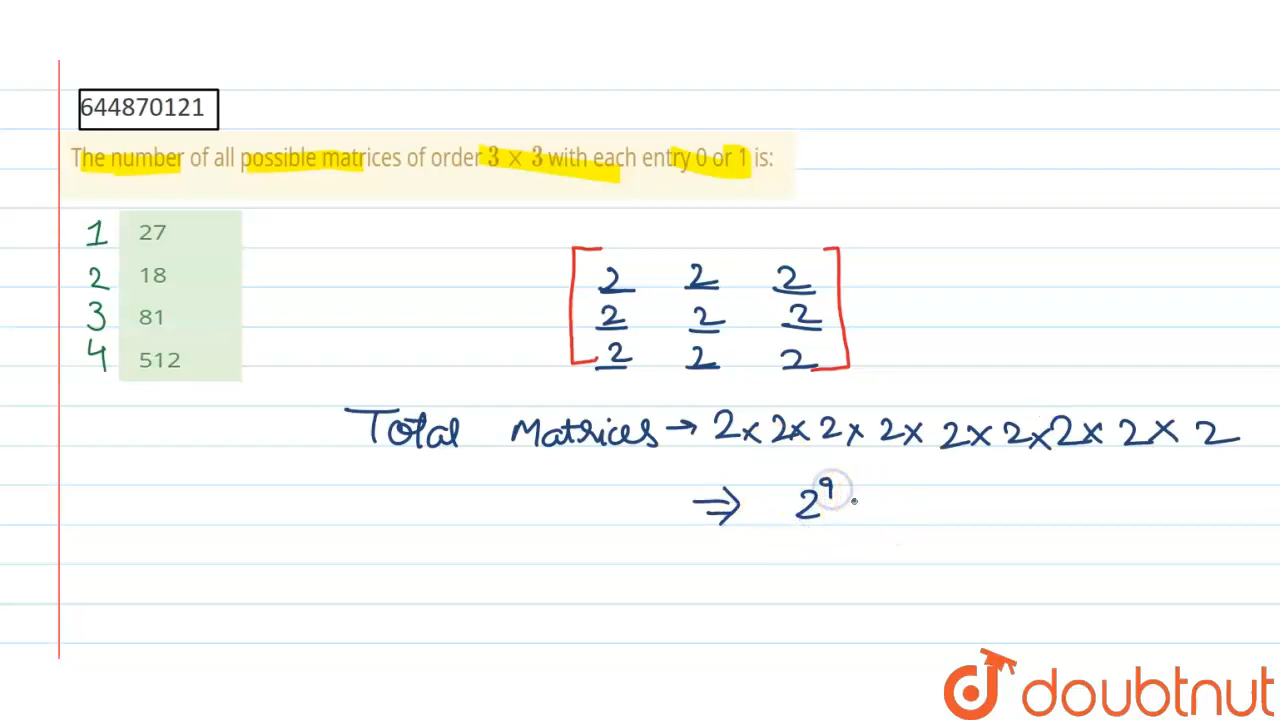 644870121
The number of all possible matrices of order 3 × 3 with each entry 0 or 1 is:
1 27
2 18
3 81
4 512
2 2 2
2 2 2
2 2 2
Total Matrices → 2 × 2 × 2 × 2 × 2 × 2 × 2 × 2 × 2
⇒ 2⁹
doubtnut